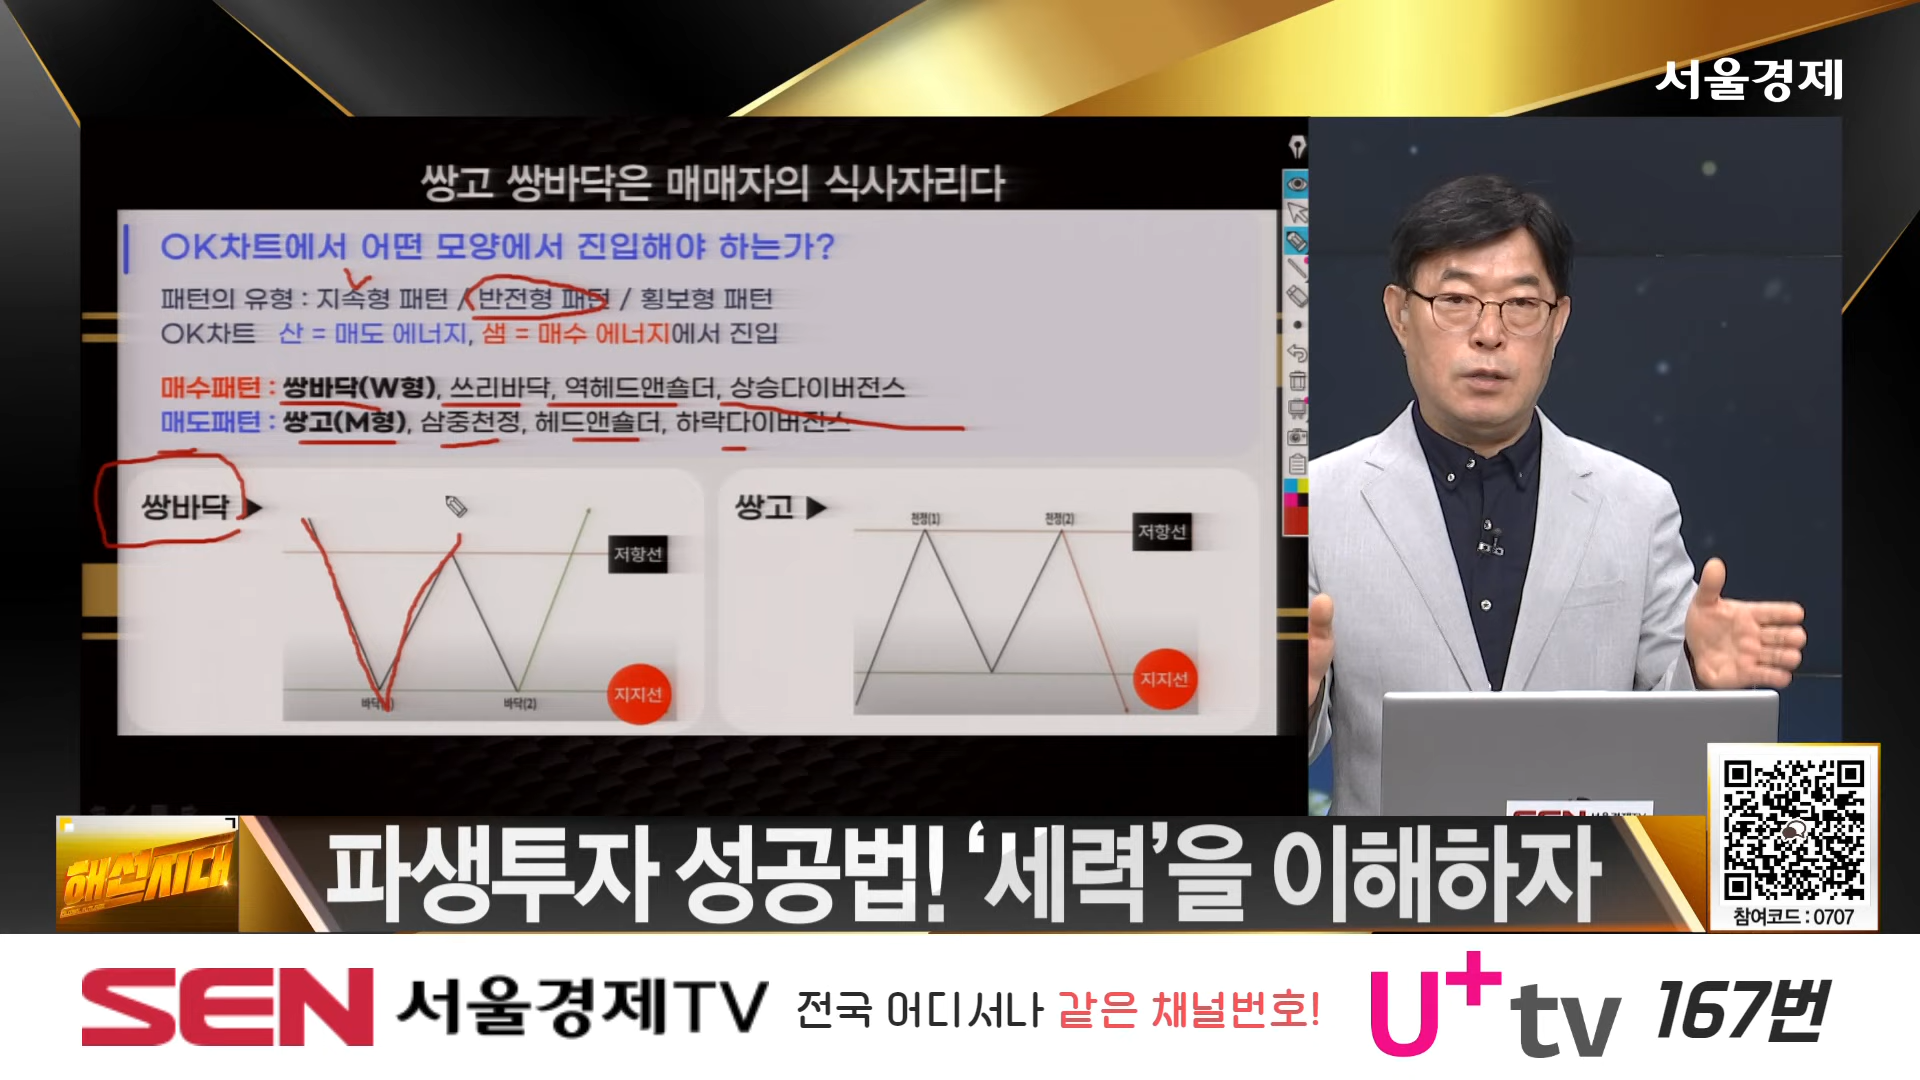 서울경제
쌍고 쌍바닥은 매매자의 식사자리다
OK차트에서 어떤 모양에서 진입해야 하는가?
패턴의 유형 : 지속형 패턴 / 반전형 패턴 / 횡보형 패턴
OK차트 산 = 매도 에너지, 샘 = 매수 에너지에서 진입
매수패턴 : 쌍바닥(W형), 쓰리바닥, 역헤드앤숄더, 상승다이버전스
매도패턴 : 쌍고(M형), 삼중천정, 헤드앤숄더, 하락다이버전스
쌍바닥 ▶
저항선
바닥(2)
지지선
쌍고 ▶
천정(1) 천정(2)
저항선
지지선
해선시대
파생투자 성공법! ‘세력’을 이해하자
참여코드 : 0707
SEN 서울경제TV 전국 어디서나 같은 채널번호! U+tv 167번